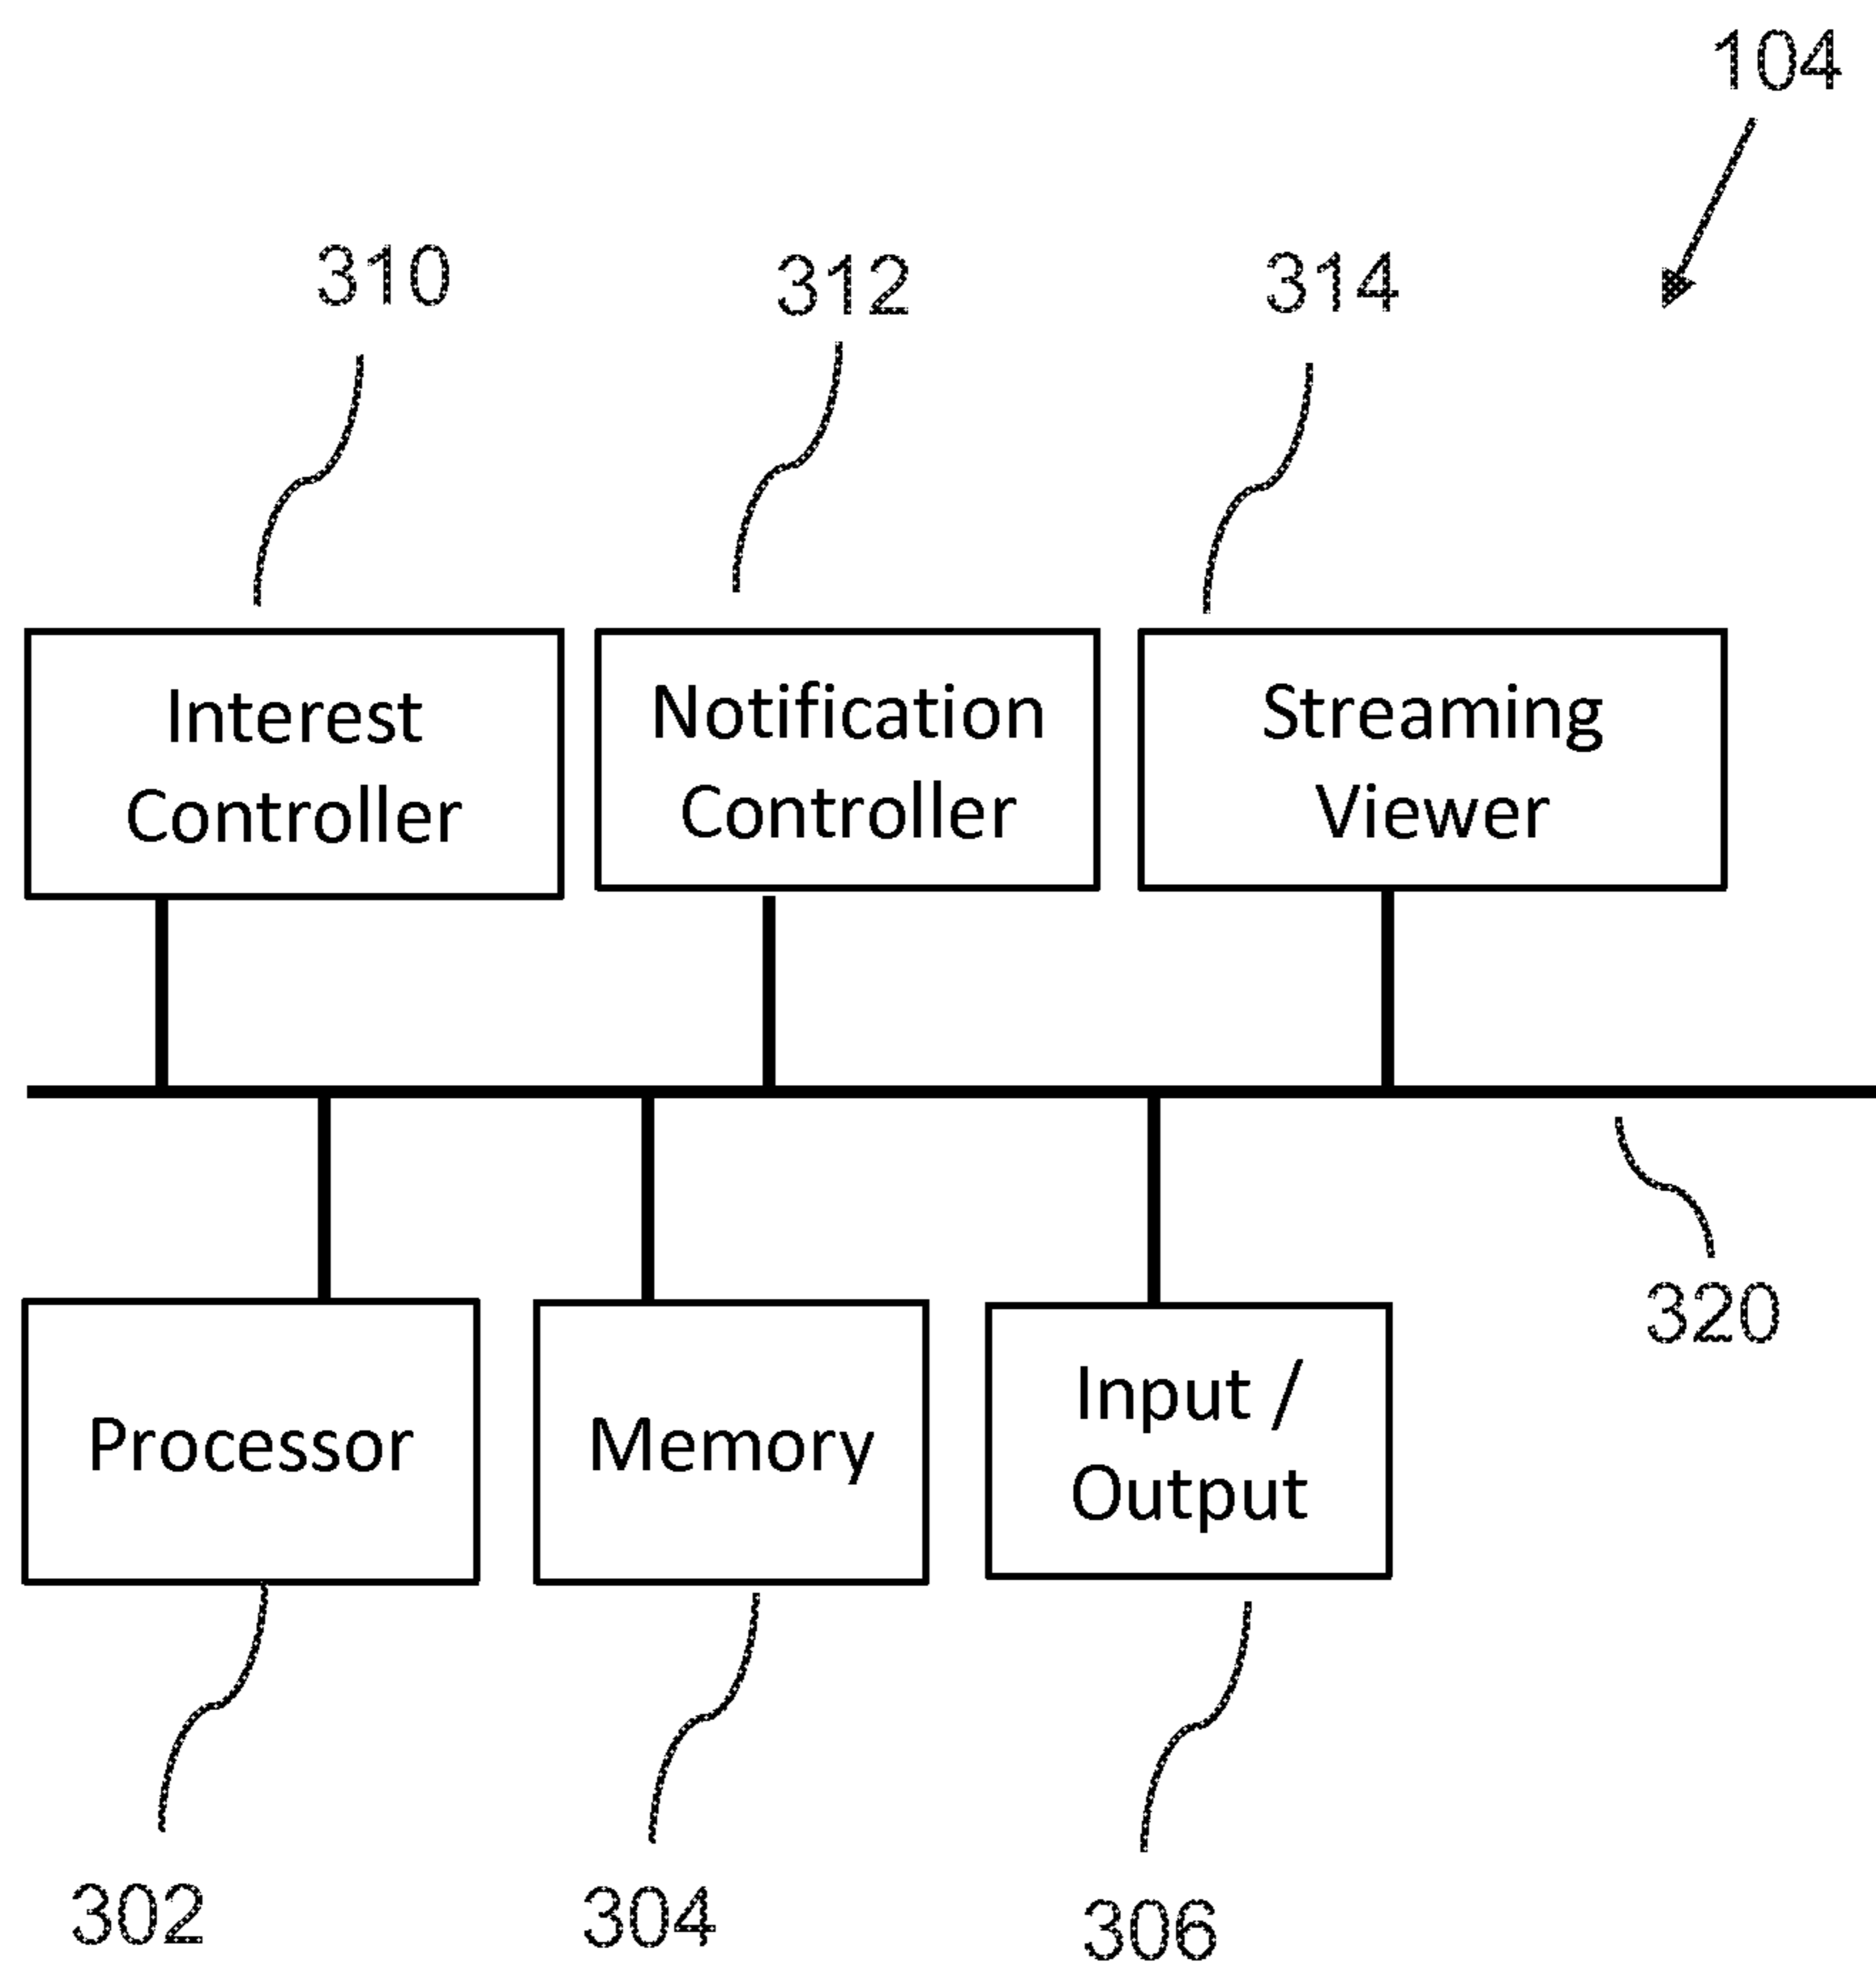 104
310
312
314
Interest
Controller
Notification
Controller
Streaming
Viewer
320
Processor
Memory
Input /
Output
302
304
306